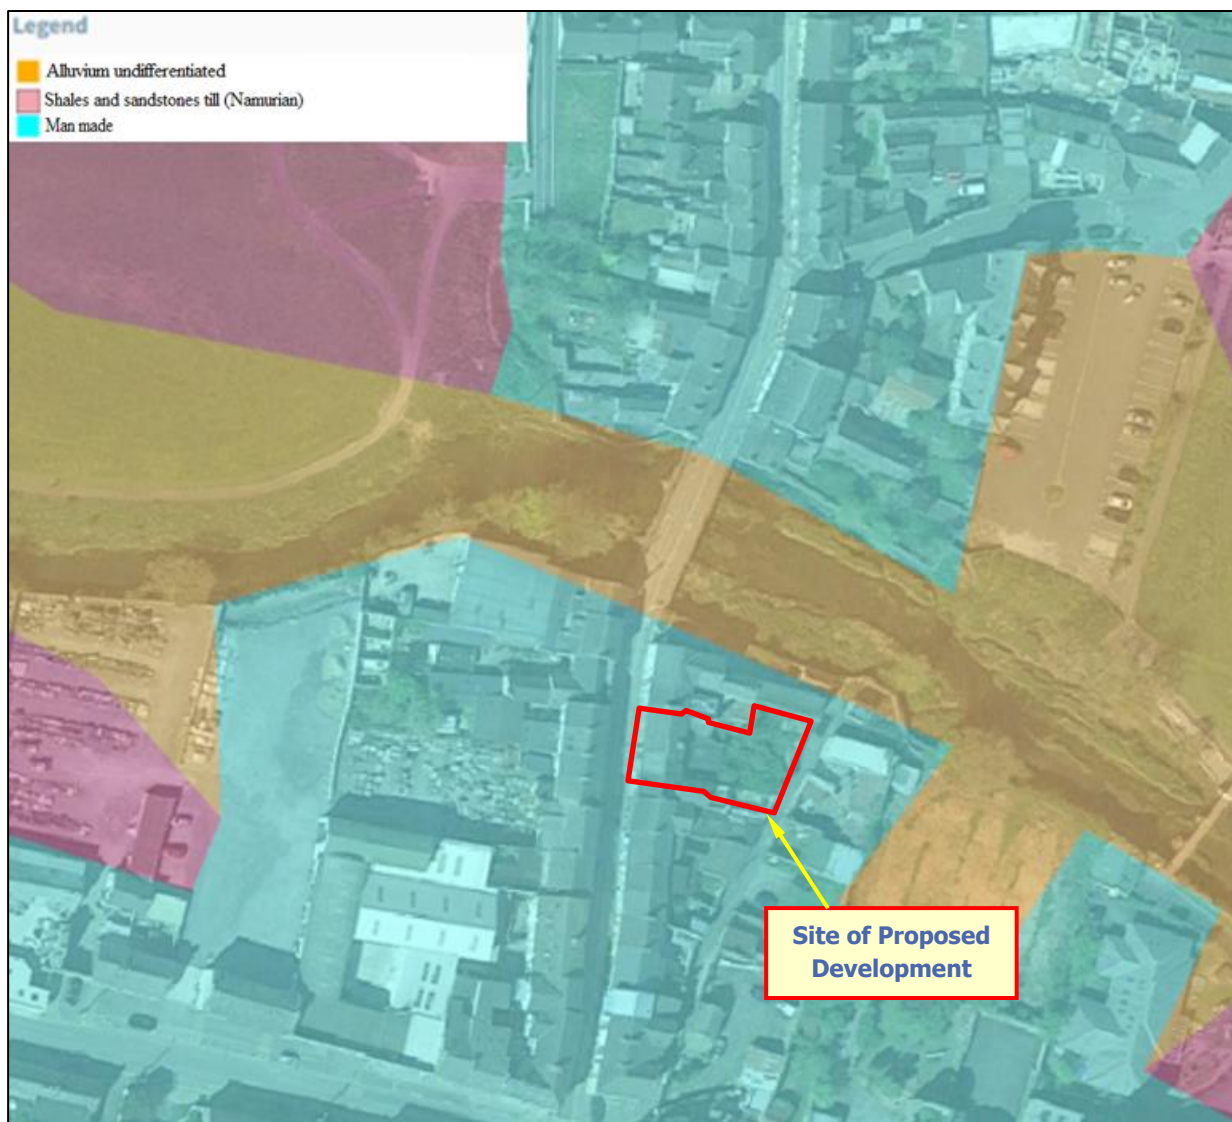 Legend
Alluvium undifferentiated
Shales and sandstones till (Namurian)
Man made
Site of Proposed
Development